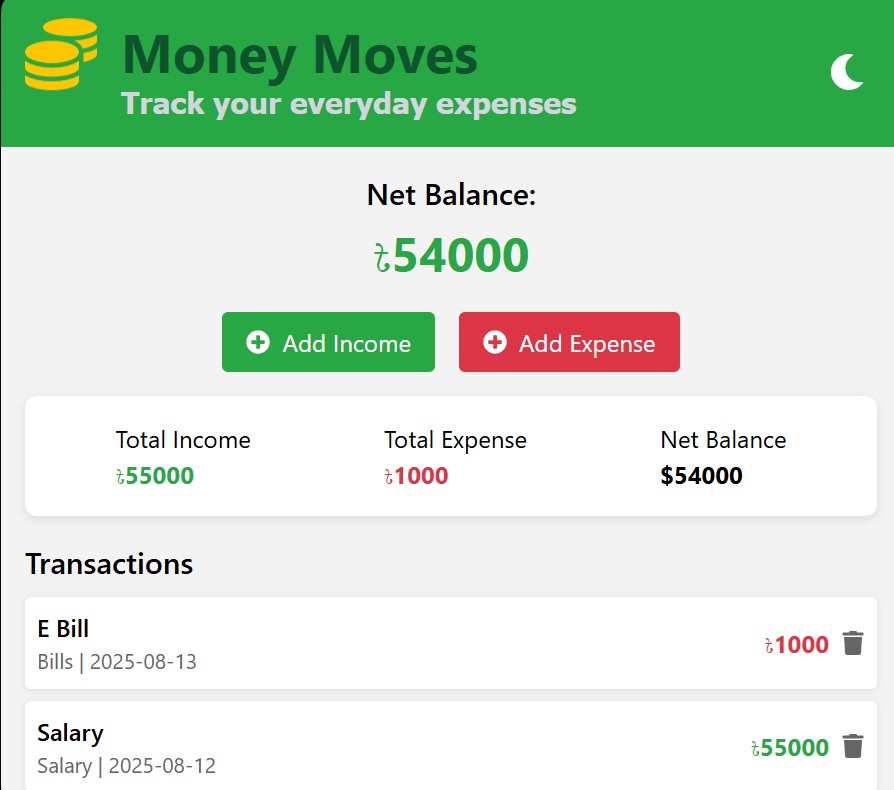 Money Moves
Track your everyday expenses
Net Balance:
৳54000
Add Income
Add Expense
Total Income
Total Expense
Net Balance
৳55000
৳1000
$54000
Transactions
E Bill
Bills | 2025-08-13
৳1000
Salary
Salary | 2025-08-12
৳55000